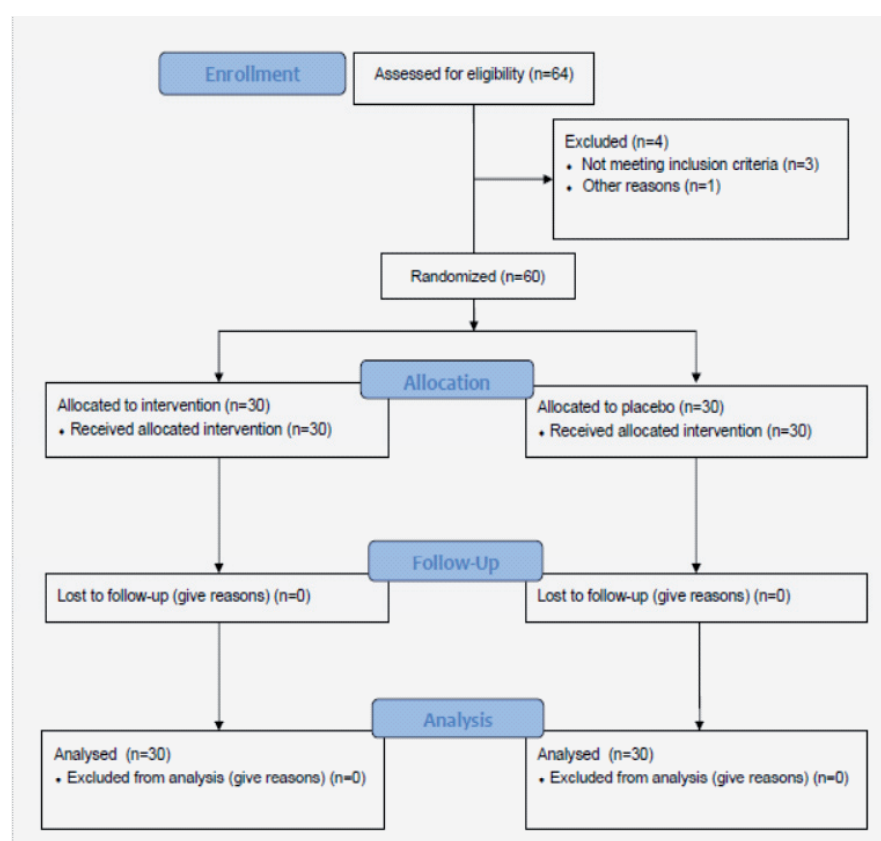 Enrollment
Assessed for eligibility (n=64)
Excluded (n=4)
⬩ Not meeting inclusion criteria (n=3)
⬩ Other reasons (n=1)
Randomized (n=60)
Allocation
Allocated to intervention (n=30)
⬩ Received allocated intervention (n=30)
Allocated to placebo (n=30)
⬩ Received allocated intervention (n=30)
Follow-Up
Lost to follow-up (give reasons) (n=0)
Lost to follow-up (give reasons) (n=0)
Analysis
Analysed (n=30)
⬩ Excluded from analysis (give reasons) (n=0)
Analysed (n=30)
⬩ Excluded from analysis (give reasons) (n=0)